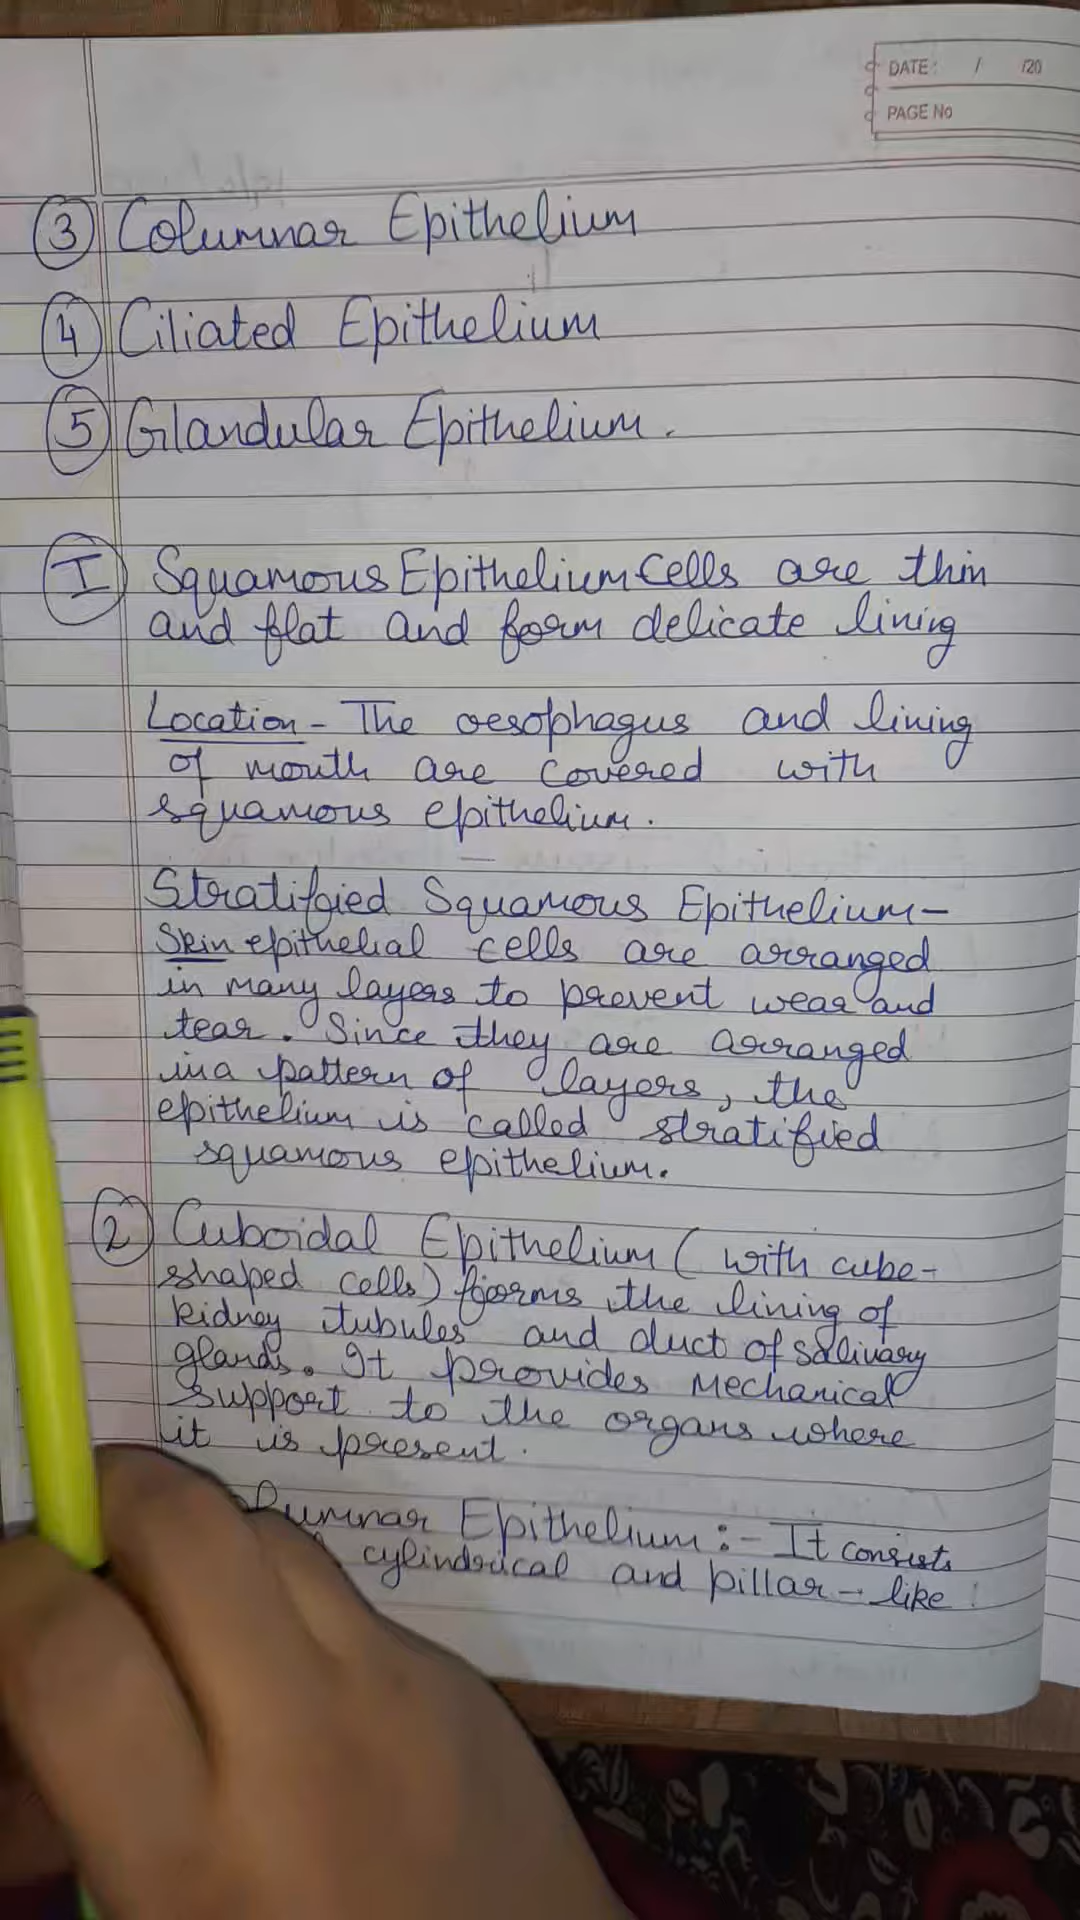 DATE: / /20
PAGE No
③ Columnar Epithelium
④ Ciliated Epithelium
⑤ Glandular Epithelium.
Ⓘ Squamous Epithelium Cells are thin
and flat and form delicate lining
Location - The oesophagus and lining
of mouth are covered with
squamous epithelium.
Stratified Squamous Epithelium-
Skin epithelial cells are arranged
in many layers to prevent wear and
tear. Since they are arranged
in a pattern of layers, the
epithelium is called stratified
squamous epithelium.
② Cuboidal Epithelium (with cube-
shaped cells) forms the lining of
kidney tubules and duct of salivary
glands. It provides mechanical
support to the organs where
it is present.
Epithelium :- It consists
cylindrical and pillar-like